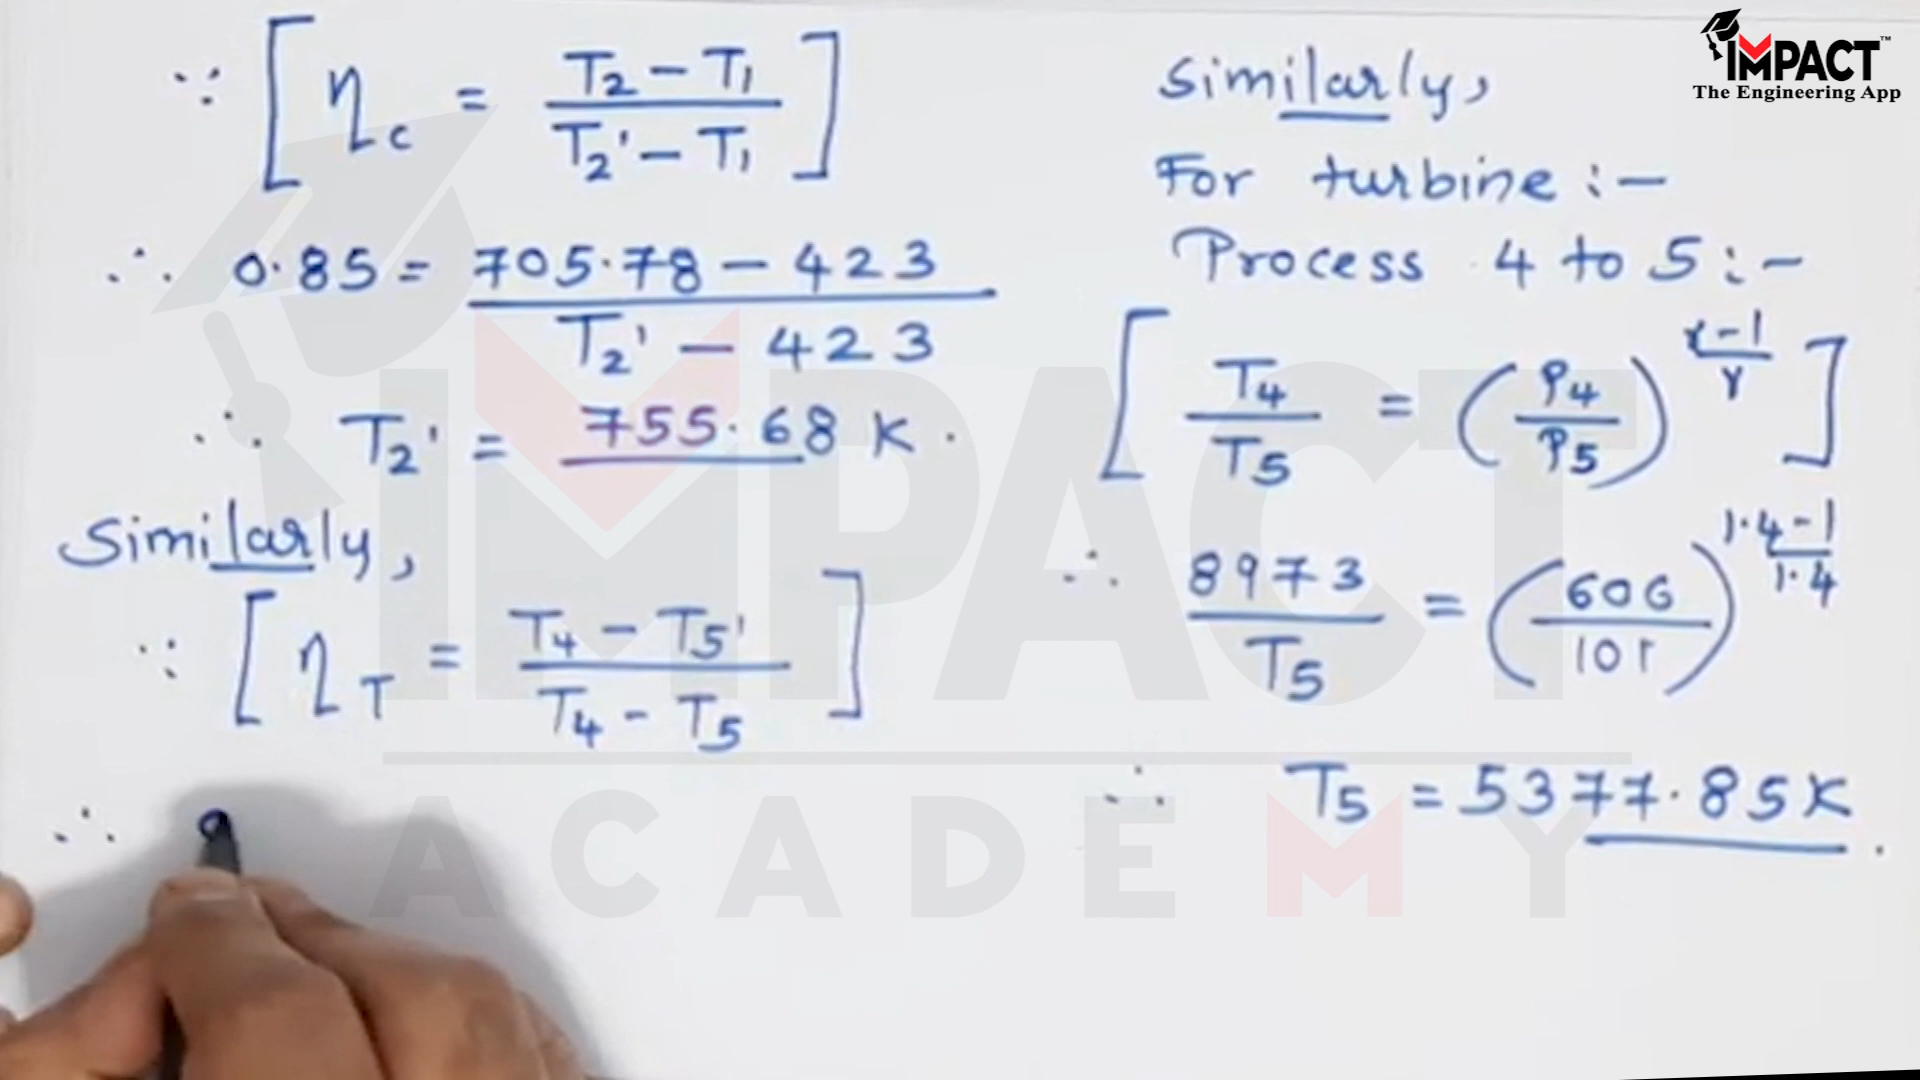 ∵ [ η_c = (T₂ – T₁) / (T₂' – T₁) ]
∴ 0.85 = (705.78 – 423) / (T₂' – 423)
∴ T₂' = 755.68 K.
Similarly,
∵ [ η_T = (T₄ – T₅') / (T₄ – T₅) ]
∴ 0
Similarly,
For turbine :–
Process 4 to 5 :–
[ T₄ / T₅ = (P₄ / P₅)^((γ–1)/γ) ]
∴ 8973 / T₅ = (606 / 101)^((1.4–1)/1.4)
∴ T₅ = 5377.85 K.
IMPACT™
The Engineering App
IMPACT
ACADEMY